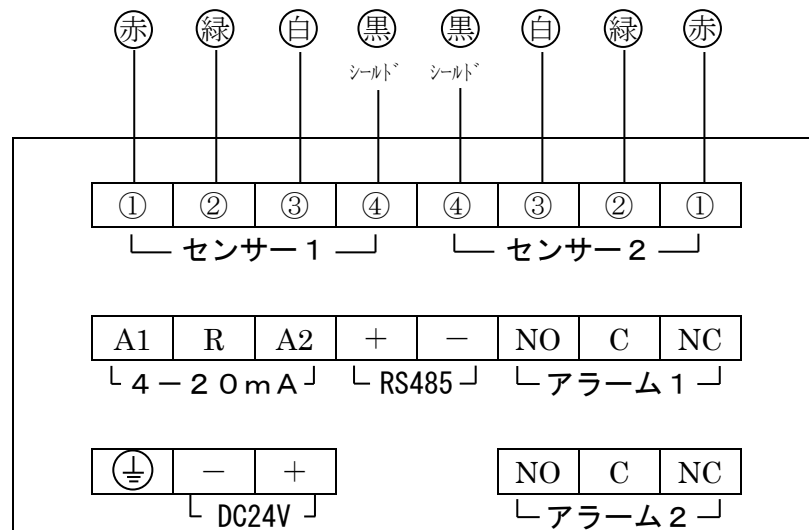 赤 緑 白 黒 黒 白 緑 赤
シールド シールド
① ② ③ ④ ④ ③ ② ①
センサー1 センサー2
A1 R A2 + − NO C NC
4−20mA RS485 アラーム1
− + NO C NC
DC24V アラーム2